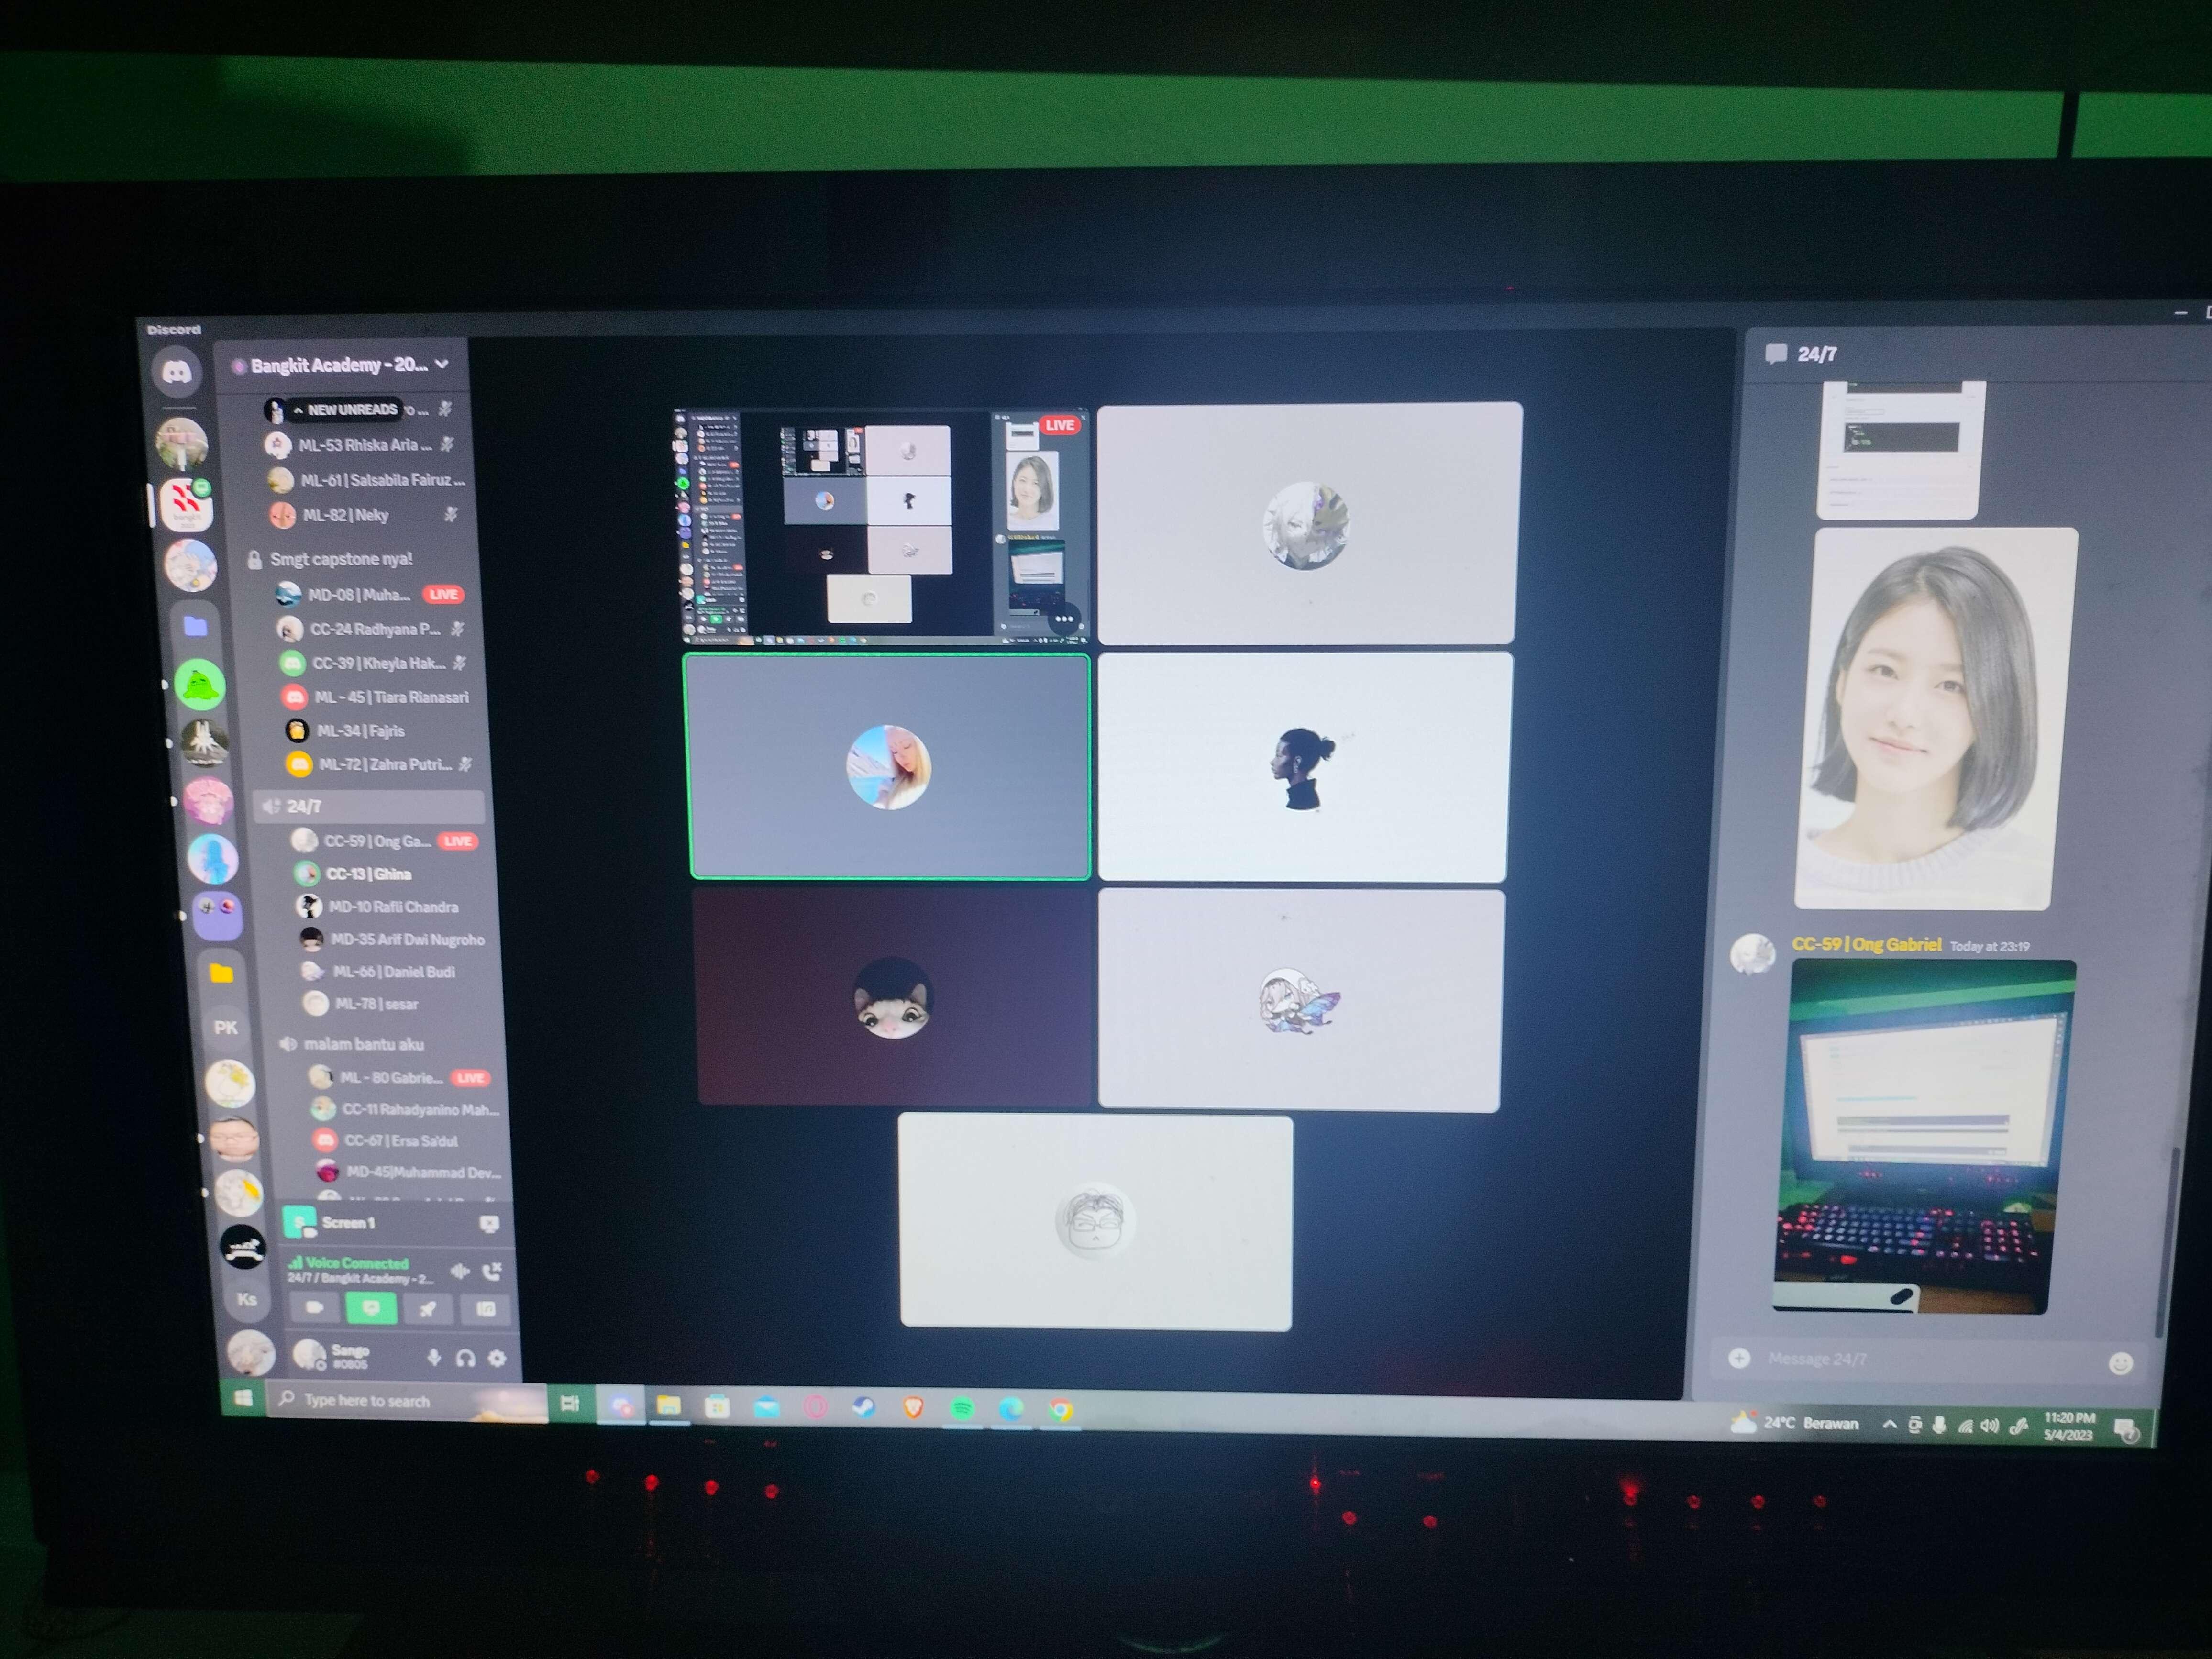 Discord
Bangkit Academy - 20...
NEW UNREADS
ML-53 Rhiska Aria ...
ML-61 | Salsabila Fairuz ...
ML-82 | Neky
Smgt capstone nya!
MD-08 | Muha... LIVE
CC-24 Radhyana P...
CC-39 | Kheyla Hak...
ML - 45 | Tiara Rianasari
ML-34 | Fajris
ML-72 | Zahra Putri...
24/7
CC-59 | Ong Ga... LIVE
CC-13 | Ghina
MD-10 Rafli Chandra
MD-35 Arif Dwi Nugroho
ML-66 | Daniel Budi
ML-78 | sesar
malam bantu aku
ML - 80 Gabrie... LIVE
CC-11 Rahadyanino Mah...
CC-67 | Ersa Sa'dul
MD-45|Muhammad Dev...
PK
Ks
S Screen 1
Voice Connected
24/7 / Bangkit Academy - 2...
Sango
#0805
LIVE
24/7
CC-59 | Ong Gabriel Today at 23:19
Message 24/7
Type here to search
24°C Berawan
11:20 PM
5/4/2023